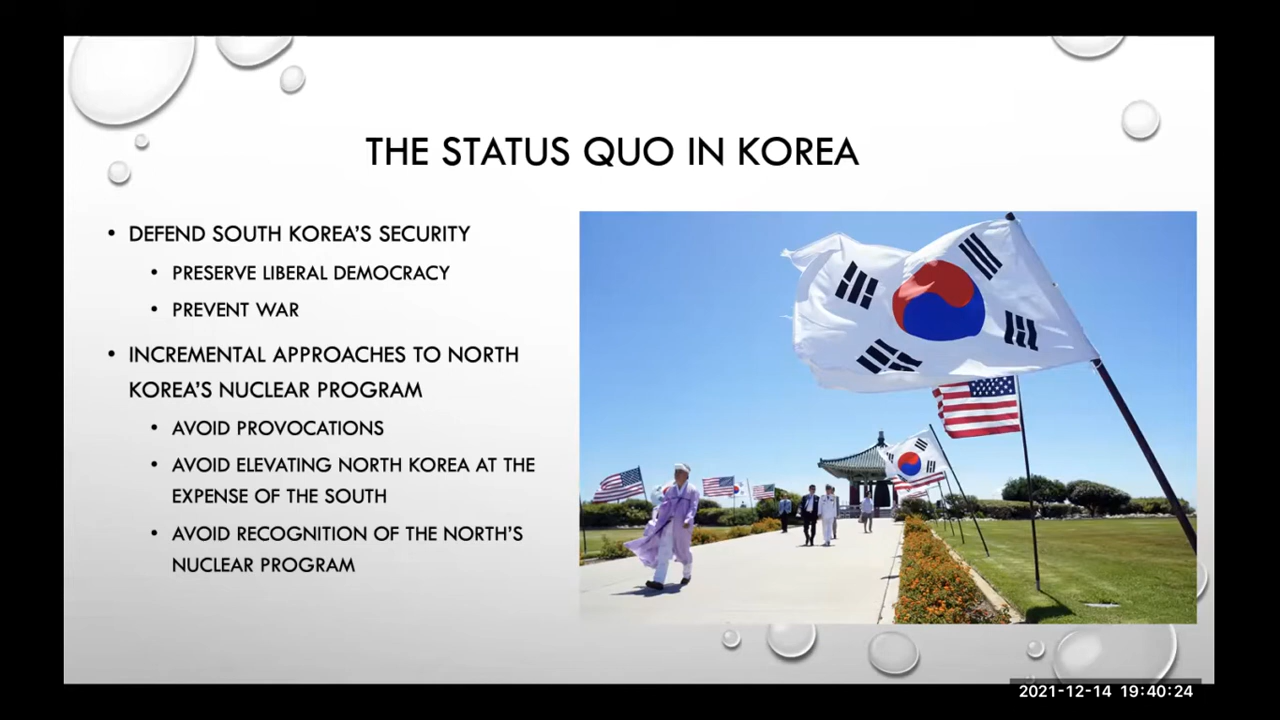 THE STATUS QUO IN KOREA
• DEFEND SOUTH KOREA’S SECURITY
• PRESERVE LIBERAL DEMOCRACY
• PREVENT WAR
• INCREMENTAL APPROACHES TO NORTH
KOREA’S NUCLEAR PROGRAM
• AVOID PROVOCATIONS
• AVOID ELEVATING NORTH KOREA AT THE
EXPENSE OF THE SOUTH
• AVOID RECOGNITION OF THE NORTH’S
NUCLEAR PROGRAM
2021-12-14 19:40:24